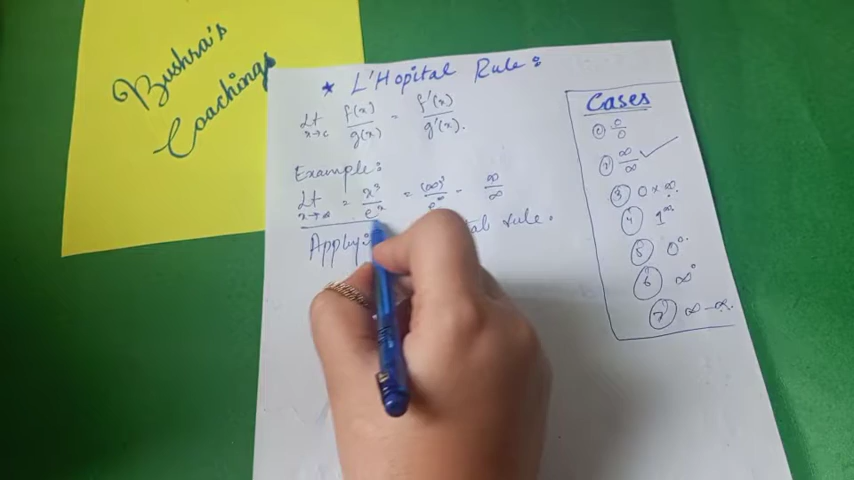 Bushra's
Coachings
* L'Hopital Rule:
Lt x→c f(x)/g(x) = f'(x)/g'(x).
Example:
Lt x→∞ = x³/e^x = (∞)³/e^∞ = ∞/∞
Apply rule.
Cases
① 0/0
② ∞/∞ ✓
③ 0 × ∞.
④ 1^∞.
⑤ 0⁰.
⑥ ∞⁰
⑦ ∞ - ∞.